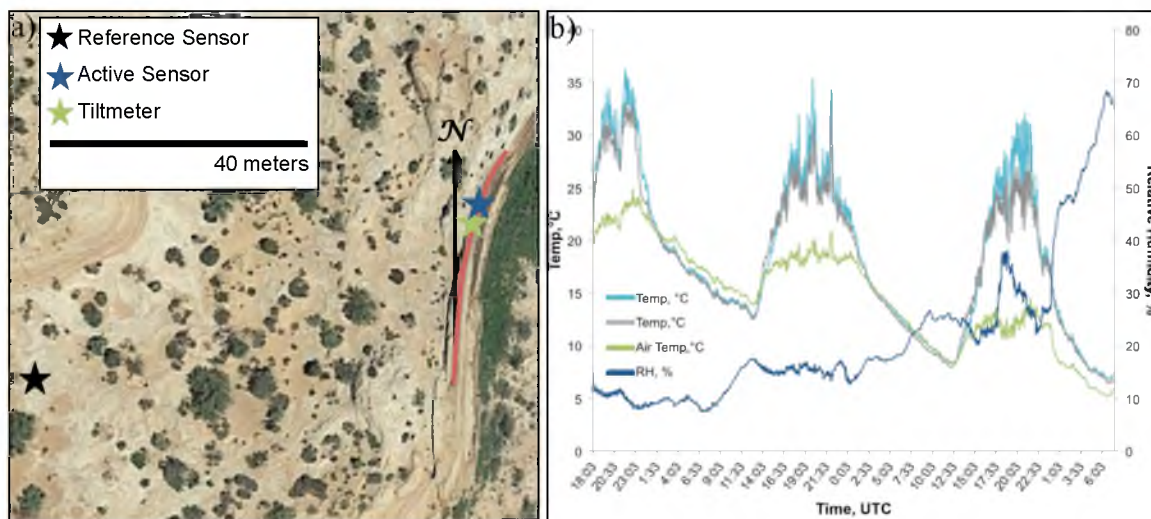 a)
Reference Sensor
Active Sensor
Tiltmeter
40 meters
N
b)
40
35
30
25
20
15
10
5
0
Temp,°C
Temp, °C
Temp,°C
Air Temp,°C
RH, %
80
70
60
50
40
30
20
10
0
Relative Humidity, %
18:03 20:33 23:03 1:33 4:03 6:33 9:03 11:33 14:03 16:33 19:03 21:33 0:03 2:33 5:03 7:33 10:03 12:33 15:03 17:33 20:03 22:33 1:03 3:33 6:03
Time, UTC